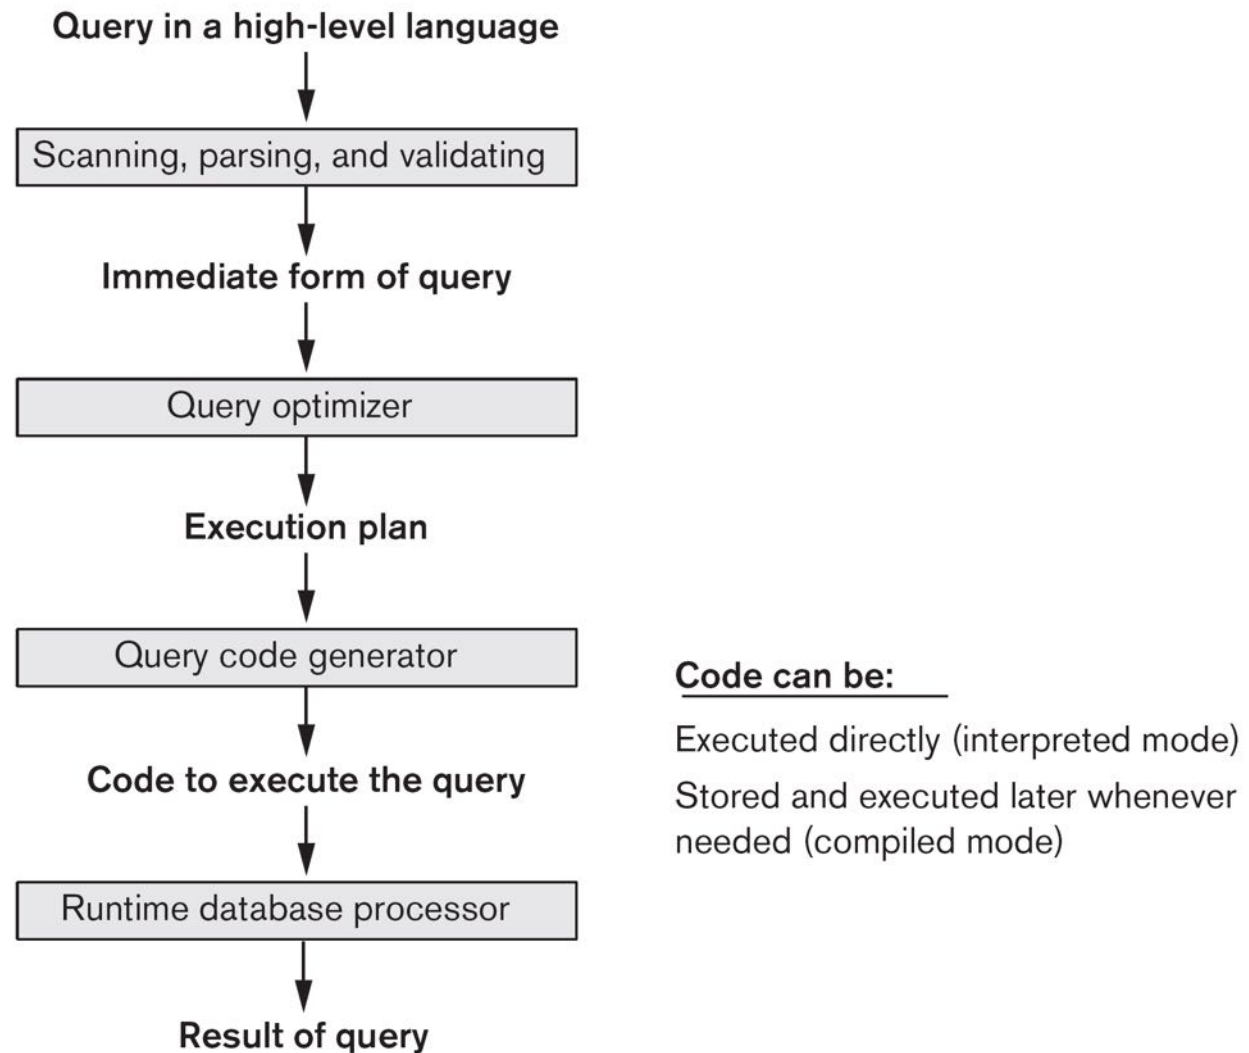 Query in a high-level language
Scanning, parsing, and validating
Immediate form of query
Query optimizer
Execution plan
Query code generator
Code to execute the query
Runtime database processor
Result of query
Code can be:
Executed directly (interpreted mode)
Stored and executed later whenever
needed (compiled mode)